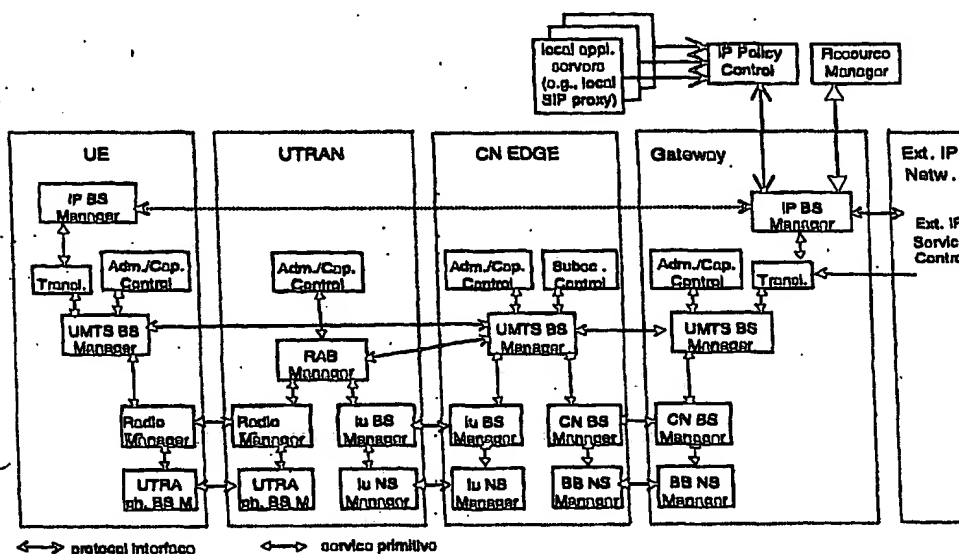 local appl.
servers
(e.g., local
SIP proxy)
IP Policy
Control
Resource
Manager
UE
UTRAN
CN EDGE
Gateway
Ext. IP
Netw.
IP BS
Manager
IP BS
Manager
Ext. IP
Service
Control
Transl.
Adm./Cap.
Control
Adm./Cap.
Control
Adm./Cap.
Control
Subsc.
Control
Adm./Cap.
Control
Transl.
UMTS BS
Manager
RAB
Manager
UMTS BS
Manager
UMTS BS
Manager
Radio
Manager
Radio
Manager
Iu BS
Manager
Iu BS
Manager
CN BS
Manager
CN BS
Manager
UTRA
ph. BS M
UTRA
ph. BS M
Iu NS
Manager
Iu NS
Manager
BB NS
Manager
BB NS
Manager
protocol interface
service primitive